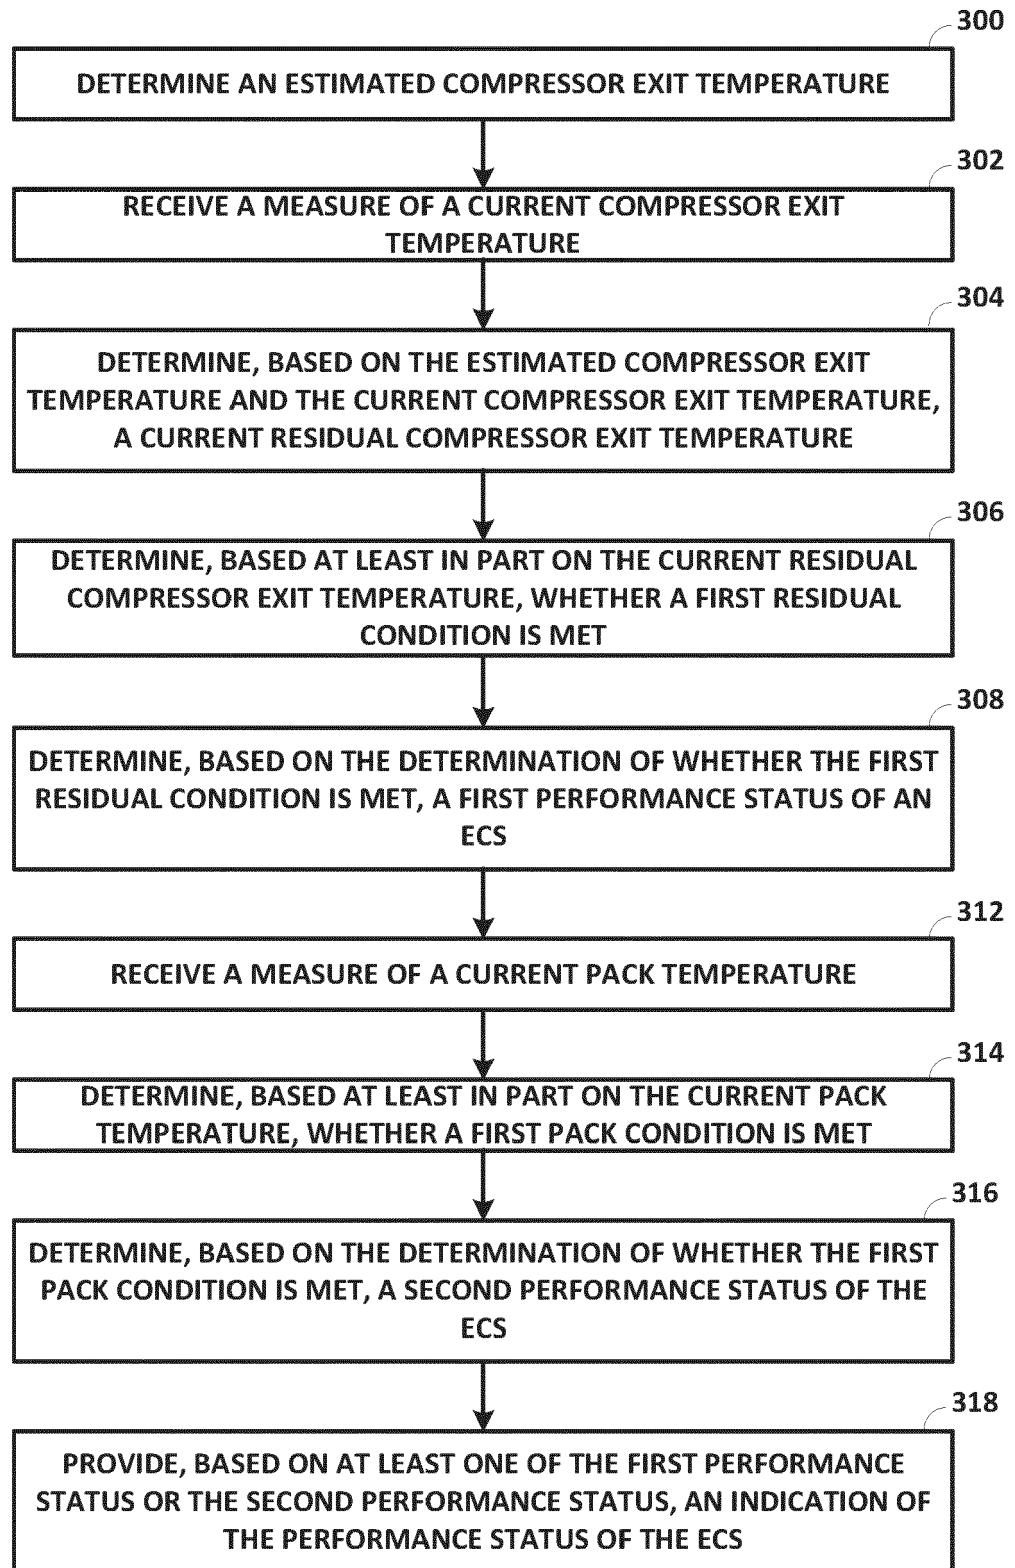 300
DETERMINE AN ESTIMATED COMPRESSOR EXIT TEMPERATURE
302
RECEIVE A MEASURE OF A CURRENT COMPRESSOR EXIT
TEMPERATURE
304
DETERMINE, BASED ON THE ESTIMATED COMPRESSOR EXIT
TEMPERATURE AND THE CURRENT COMPRESSOR EXIT TEMPERATURE,
A CURRENT RESIDUAL COMPRESSOR EXIT TEMPERATURE
306
DETERMINE, BASED AT LEAST IN PART ON THE CURRENT RESIDUAL
COMPRESSOR EXIT TEMPERATURE, WHETHER A FIRST RESIDUAL
CONDITION IS MET
308
DETERMINE, BASED ON THE DETERMINATION OF WHETHER THE FIRST
RESIDUAL CONDITION IS MET, A FIRST PERFORMANCE STATUS OF AN
ECS
312
RECEIVE A MEASURE OF A CURRENT PACK TEMPERATURE
314
DETERMINE, BASED AT LEAST IN PART ON THE CURRENT PACK
TEMPERATURE, WHETHER A FIRST PACK CONDITION IS MET
316
DETERMINE, BASED ON THE DETERMINATION OF WHETHER THE FIRST
PACK CONDITION IS MET, A SECOND PERFORMANCE STATUS OF THE
ECS
318
PROVIDE, BASED ON AT LEAST ONE OF THE FIRST PERFORMANCE
STATUS OR THE SECOND PERFORMANCE STATUS, AN INDICATION OF
THE PERFORMANCE STATUS OF THE ECS